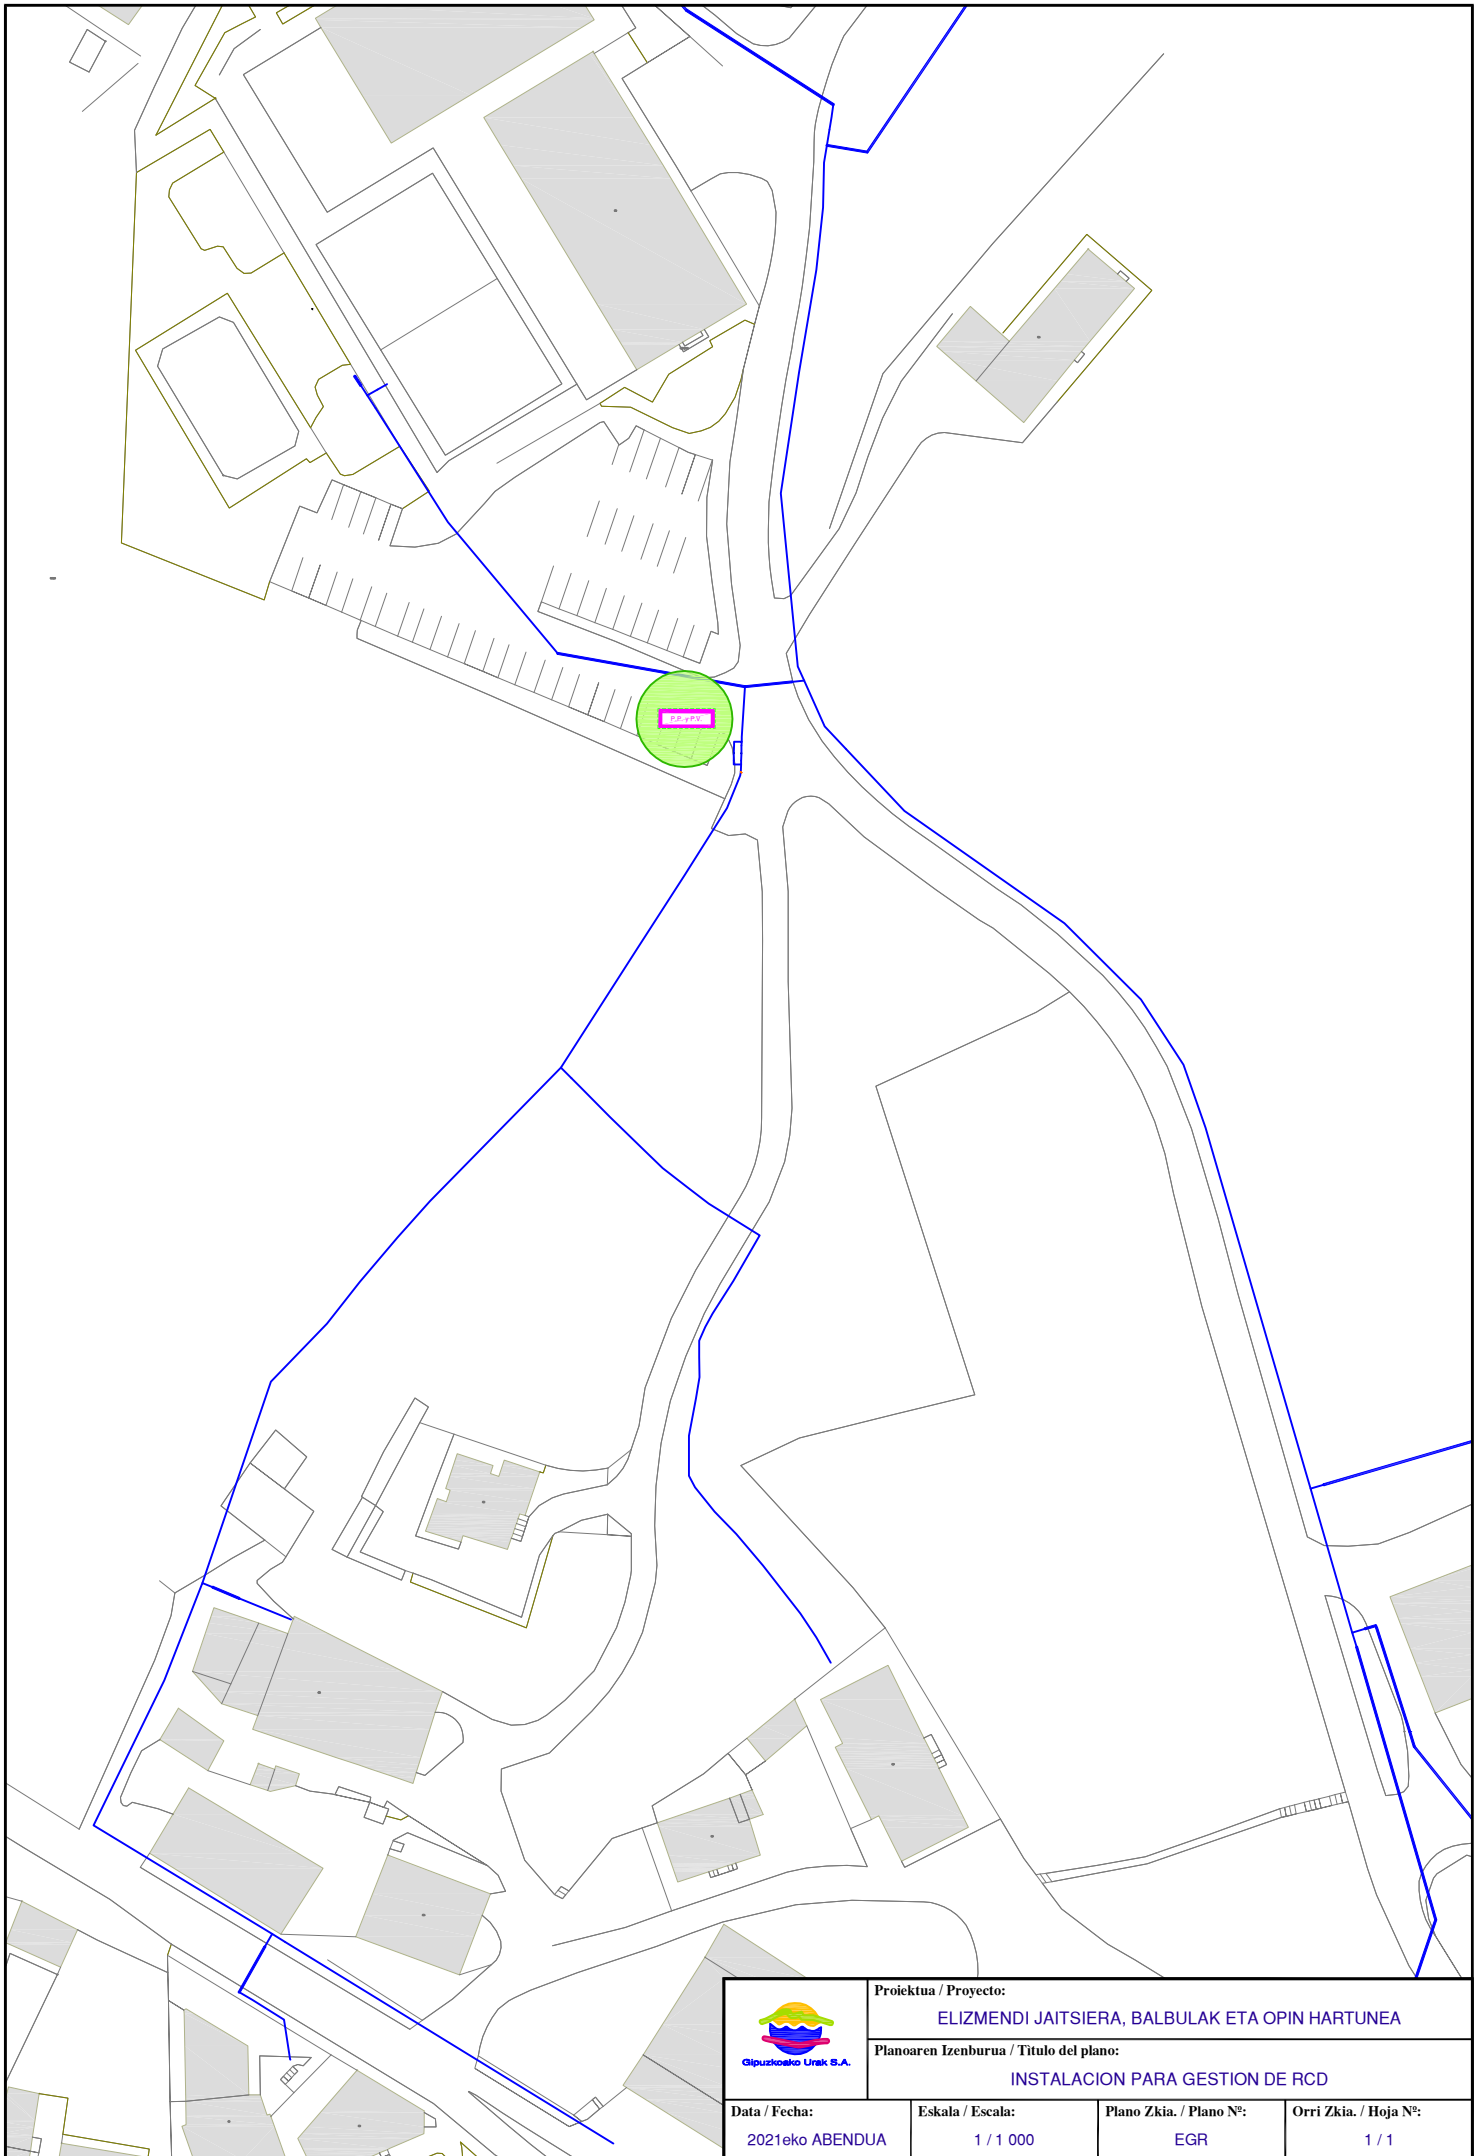 P.R. y P.V.
Proiektua / Proyecto:
ELIZMENDI JAITSIERA, BALBULAK ETA OPIN HARTUNEA
Planoaren Izenburua / Titulo del plano:
INSTALACION PARA GESTION DE RCD
Gipuzkoako Urak S.A.
Data / Fecha:
2021eko ABENDUA
Eskala / Escala:
1 / 1 000
Plano Zkia. / Plano Nº:
EGR
Orri Zkia. / Hoja Nº:
1 / 1